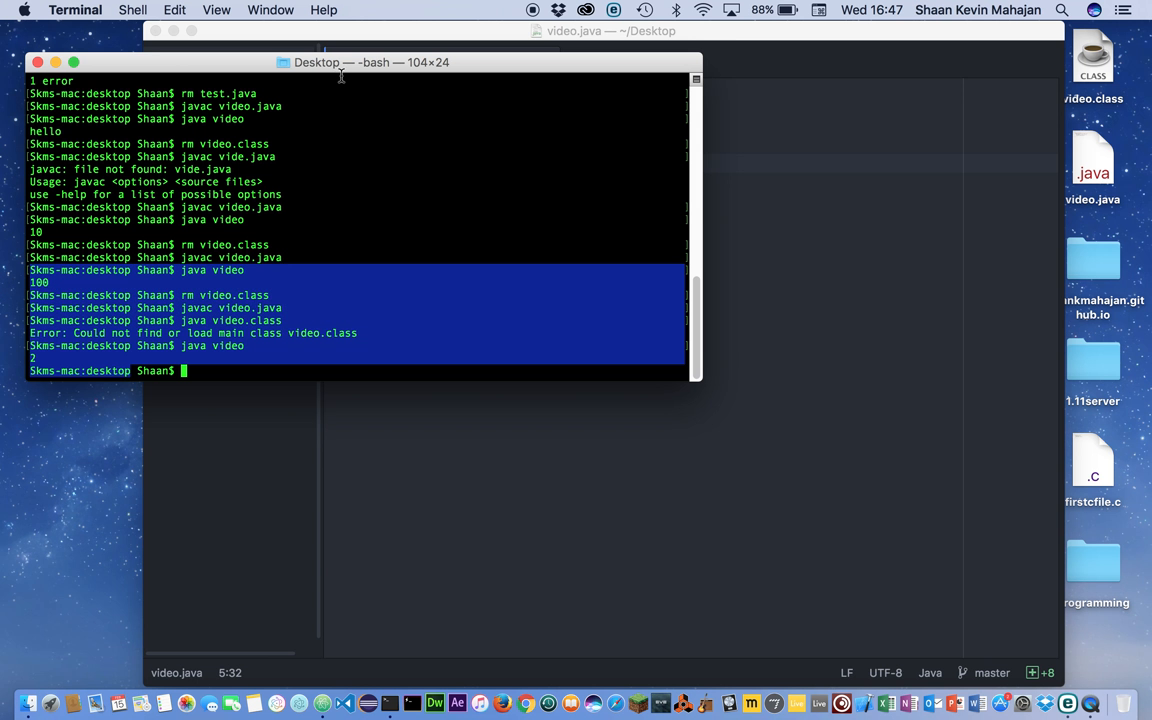 Terminal Shell Edit View Window Help 88% Wed 16:47 Shaan Kevin Mahajan
video.java — ~/Desktop
Desktop — -bash — 104×24
1 error
[Skms-mac:desktop Shaan$ rm test.java ]
[Skms-mac:desktop Shaan$ javac video.java ]
[Skms-mac:desktop Shaan$ java video ]
hello
[Skms-mac:desktop Shaan$ rm video.class ]
[Skms-mac:desktop Shaan$ javac vide.java ]
javac: file not found: vide.java
Usage: javac <options> <source files>
use -help for a list of possible options
[Skms-mac:desktop Shaan$ javac video.java ]
[Skms-mac:desktop Shaan$ java video ]
10
[Skms-mac:desktop Shaan$ rm video.class ]
[Skms-mac:desktop Shaan$ javac video.java ]
[Skms-mac:desktop Shaan$ java video ]
100
[Skms-mac:desktop Shaan$ rm video.class ]
[Skms-mac:desktop Shaan$ javac video.java ]
[Skms-mac:desktop Shaan$ java video.class ]
Error: Could not find or load main class video.class
[Skms-mac:desktop Shaan$ java video ]
2
Skms-mac:desktop Shaan$
CLASS
video.class
.java
video.java
ankmahajan.git
hub.io
1.11server
.c
firstcfile.c
rogramming
video.java 5:32 LF UTF-8 Java master +8
15 Dw Ae m 7 Live Live